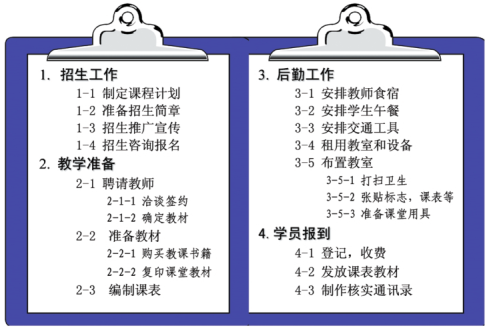 1. 招生工作
1-1 制定课程计划
1-2 准备招生简章
1-3 招生推广宣传
1-4 招生咨询报名
2. 教学准备
2-1 聘请教师
2-1-1 洽谈签约
2-1-2 确定教材
2-2 准备教材
2-2-1 购买教课书籍
2-2-2 复印课堂教材
2-3 编制课表
3. 后勤工作
3-1 安排教师食宿
3-2 安排学生午餐
3-3 安排交通工具
3-4 租用教室和设备
3-5 布置教室
3-5-1 打扫卫生
3-5-2 张贴标志，课表等
3-5-3 准备课堂用具
4. 学员报到
4-1 登记，收费
4-2 发放课表教材
4-3 制作核实通讯录